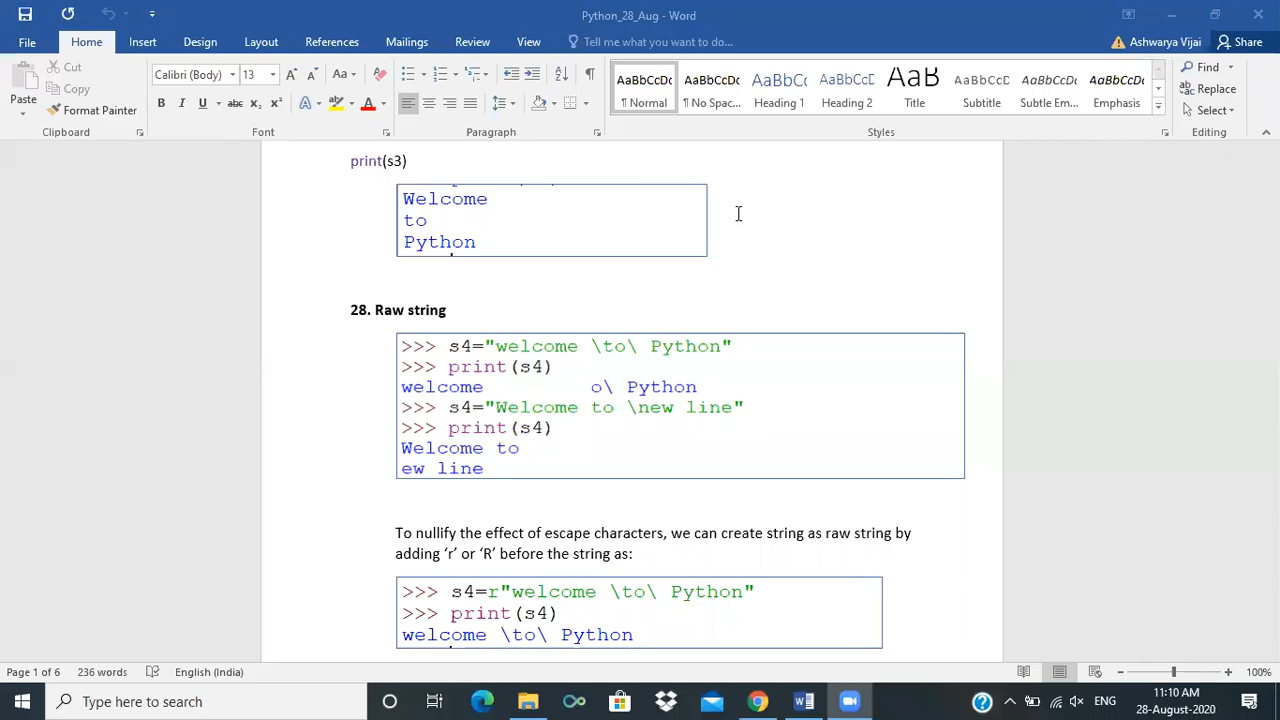 Python_28_Aug - Word
File Home Insert Design Layout References Mailings Review View Tell me what you want to do... Ashwarya Vijai Share
Paste Cut Copy Format Painter Clipboard
Calibri (Body) 13 Aa B I U abc x₂ x² A A Font
Paragraph
AaBbCcDc AaBbCcDc AaBbCc AaBbCcC AaB AaBbCcD AaBbCcDc AaBbCcDc
¶ Normal ¶ No Spac... Heading Heading 2 Title Subtitle Subtle Em... Emphasis
Styles
Find Replace Select Editing
print(s3)
Welcome
to
Python
28. Raw string
>>> s4="welcome \to\ Python"
>>> print(s4)
welcome o\ Python
>>> s4="Welcome to \new line"
>>> print(s4)
Welcome to
ew line
To nullify the effect of escape characters, we can create string as raw string by
adding ‘r’ or ‘R’ before the string as:
>>> s4=r"welcome \to\ Python"
>>> print(s4)
welcome \to\ Python
Page 1 of 6 236 words English (India) 100%
Type here to search ENG 11:10 AM
28-August-2020